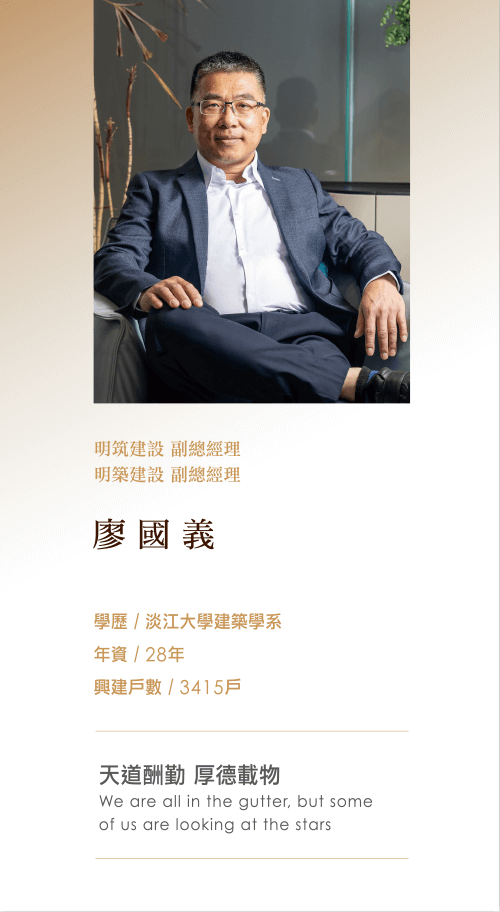 明筑建設 副總經理
明築建設 副總經理
廖國義
學歷 / 淡江大學建築學系
年資 / 28年
興建戶數 / 3415戶
天道酬勤 厚德載物
We are all in the gutter, but some
of us are looking at the stars